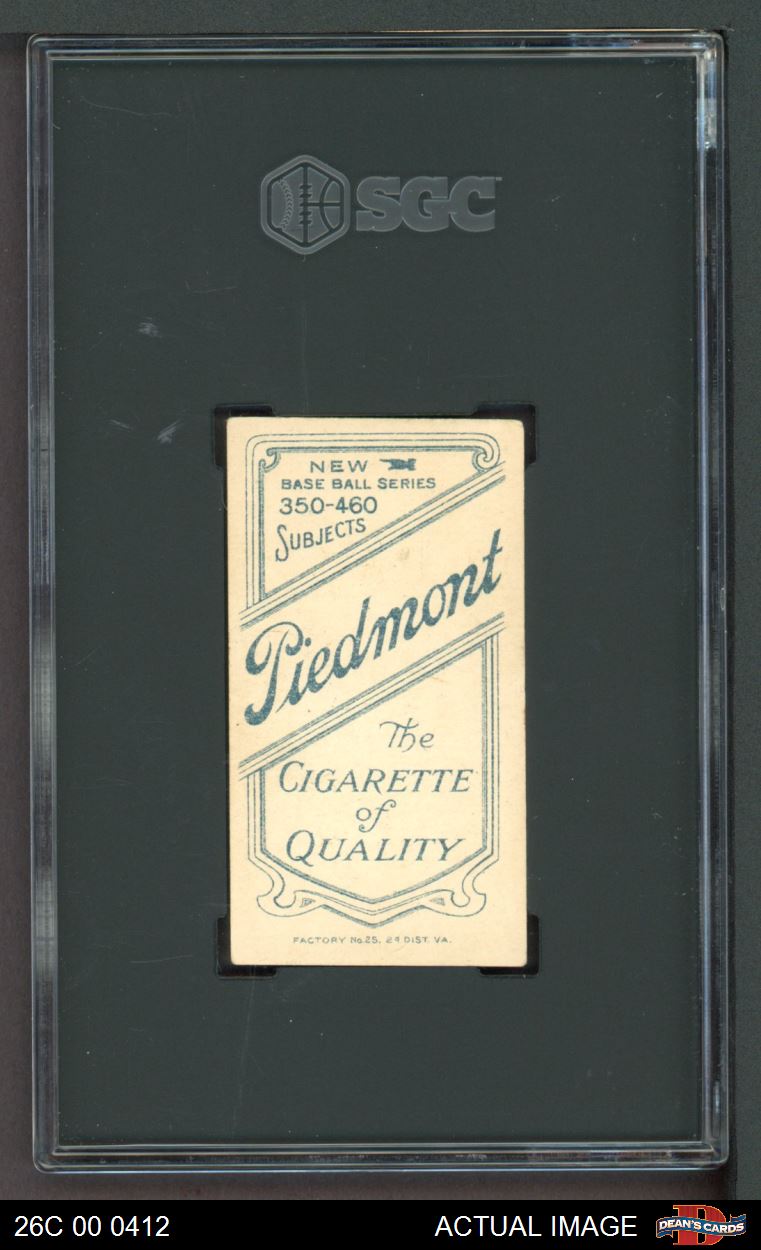 SGC
NEW
BASE BALL SERIES
350-460
SUBJECTS
Piedmont
The
CIGARETTE
of
QUALITY
FACTORY No. 25, 2d DIST. VA.
26C 00 0412
ACTUAL IMAGE
DEAN'S CARDS